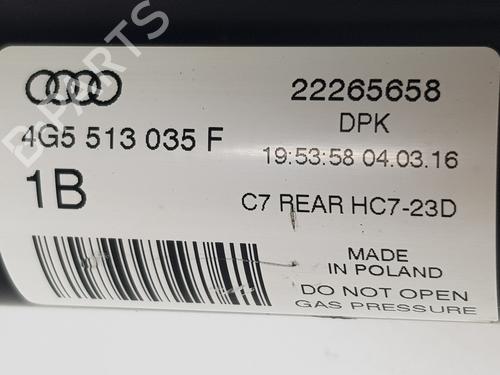 22265658
4G5 513 035 F
DPK
19:53:58 04.03.16
1B
C7 REAR HC7-23D
MADE
IN POLAND
DO NOT OPEN
GAS PRESSURE